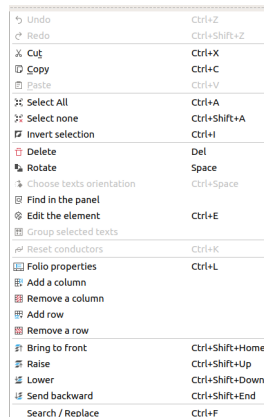 Undo Ctrl+Z
Redo Ctrl+Shift+Z
Cut Ctrl+X
Copy Ctrl+C
Paste Ctrl+V
Select All Ctrl+A
Select none Ctrl+Shift+A
Invert selection Ctrl+I
Delete Del
Rotate Space
Choose texts orientation Ctrl+Space
Find in the panel
Edit the element Ctrl+E
Group selected texts
Reset conductors Ctrl+K
Folio properties Ctrl+L
Add a column
Remove a column
Add row
Remove a row
Bring to front Ctrl+Shift+Home
Raise Ctrl+Shift+Up
Lower Ctrl+Shift+Down
Send backward Ctrl+Shift+End
Search / Replace Ctrl+F